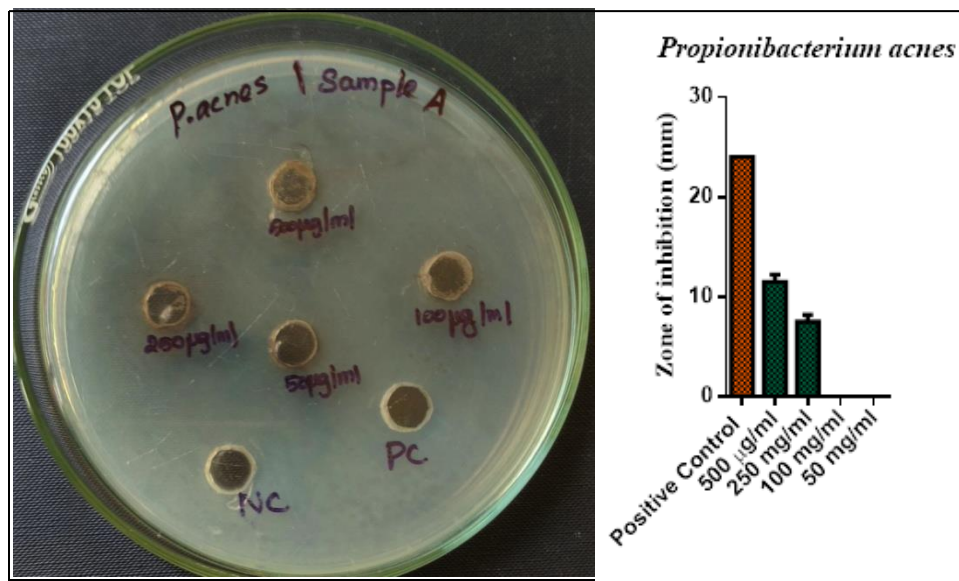 P.acnes | Sample A
500µg/ml
250µg/ml
100µg/ml
50µg/ml
PC
NC
Propionibacterium acnes
Zone of inhibition (mm)
30
20
10
0
Positive Control
500 µg/ml
250 mg/ml
100 mg/ml
50 mg/ml